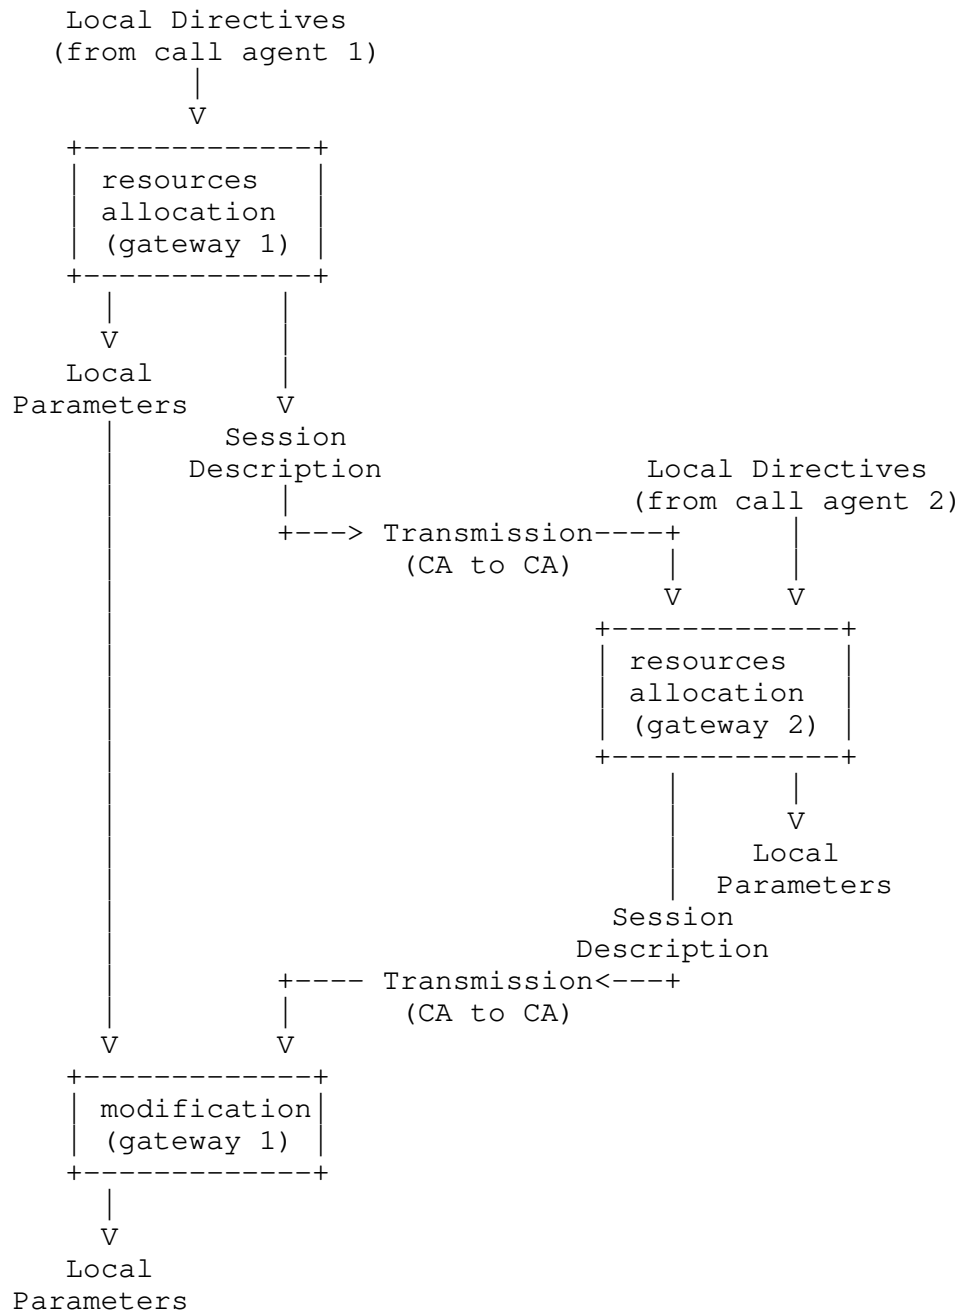 Local Directives
(from call agent 1)
|
V
+-------------+
| resources |
| allocation |
| (gateway 1) |
+-------------+
| |
V |
Local |
Parameters V
| Session
| Description Local Directives
| | (from call agent 2)
| +---> Transmission----+ |
| (CA to CA) | |
| V V
| +-------------+
| | resources |
| | allocation |
| | (gateway 2) |
| +-------------+
| | |
| | V
| | Local
| | Parameters
| Session
| Description
| +---- Transmission<---+
| | (CA to CA)
V V
+-------------+
| modification|
| (gateway 1) |
+-------------+
|
V
Local
Parameters